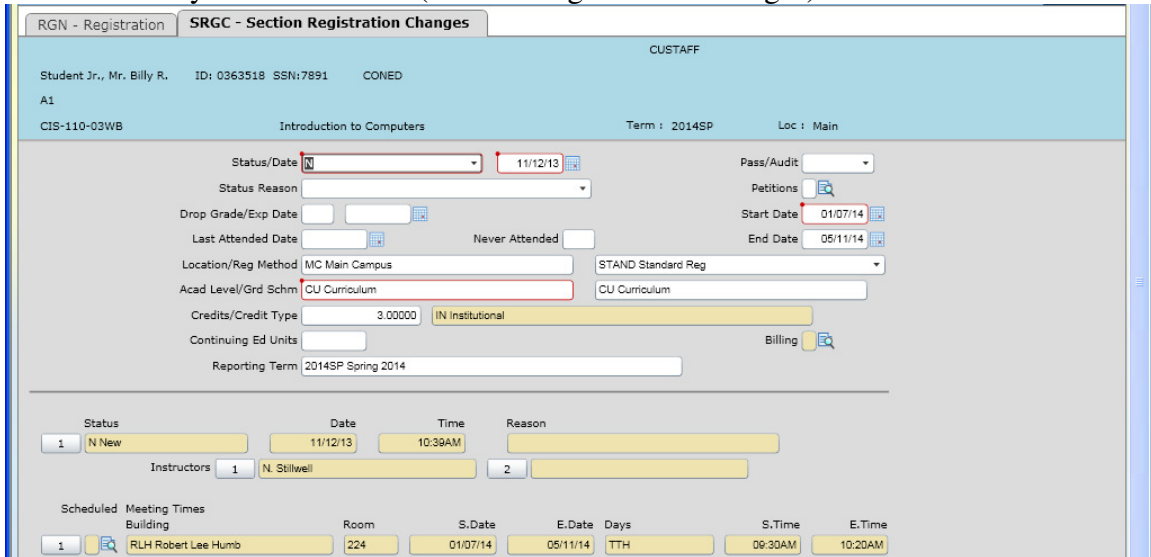 RGN - Registration SRGC - Section Registration Changes
CUSTAFF
Student Jr., Mr. Billy R. ID: 0363518 SSN:7891 CONED
A1
CIS-110-03WB Introduction to Computers Term : 2014SP Loc : Main
Status/Date N 11/12/13 Pass/Audit
Status Reason Petitions
Drop Grade/Exp Date Start Date 01/07/14
Last Attended Date Never Attended End Date 05/11/14
Location/Reg Method MC Main Campus STAND Standard Reg
Acad Level/Grd Schm CU Curriculum CU Curriculum
Credits/Credit Type 3.00000 IN Institutional
Continuing Ed Units Billing
Reporting Term 2014SP Spring 2014
Status Date Time Reason
1 N New 11/12/13 10:39AM
Instructors 1 N. Stillwell 2
Scheduled Meeting Times
Building Room S.Date E.Date Days S.Time E.Time
1 RLH Robert Lee Humb 224 01/07/14 05/11/14 TTH 09:30AM 10:20AM